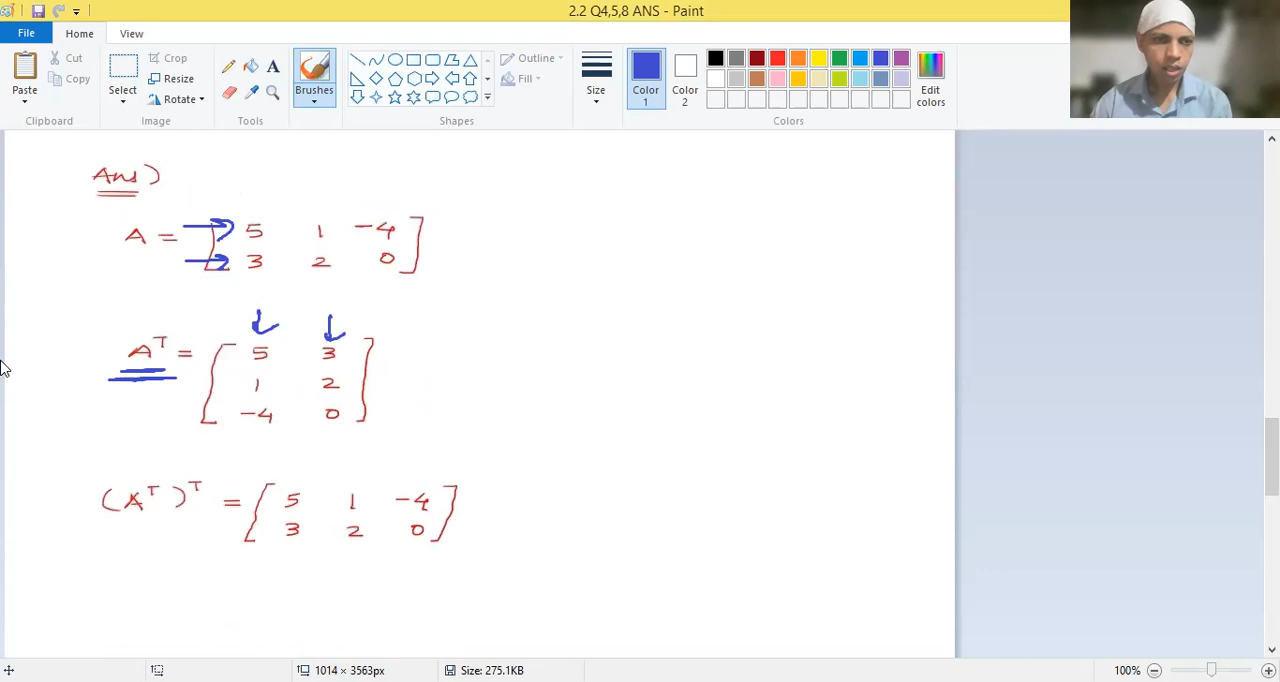 2.2 Q4,5,8 ANS - Paint
File Home View
Paste Cut Copy Clipboard
Select Crop Resize Rotate Image
A Tools
Brushes
Outline Fill Shapes
Size
Color 1 Color 2 Edit colors Colors
Ans)
A = [ 5 1 -4
3 2 0 ]
Aᵀ = [ 5 3
1 2
-4 0 ]
(Aᵀ)ᵀ = [ 5 1 -4
3 2 0 ]
1014 × 3563px Size: 275.1KB 100%